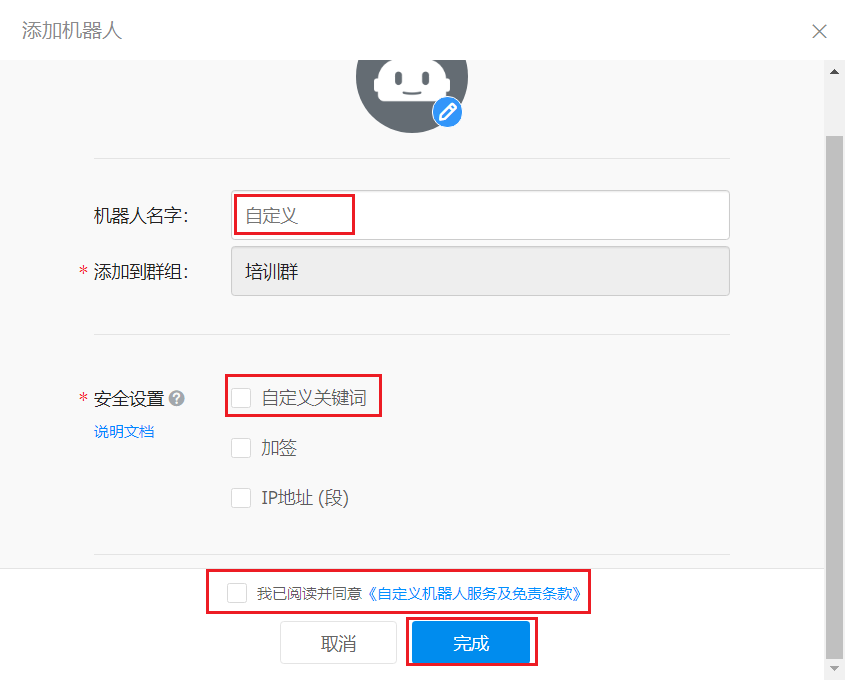 添加机器人
机器人名字:
自定义
* 添加到群组:
培训群
* 安全设置 ?
自定义关键词
说明文档
加签
IP地址 (段)
我已阅读并同意《自定义机器人服务及免责条款》
取消
完成